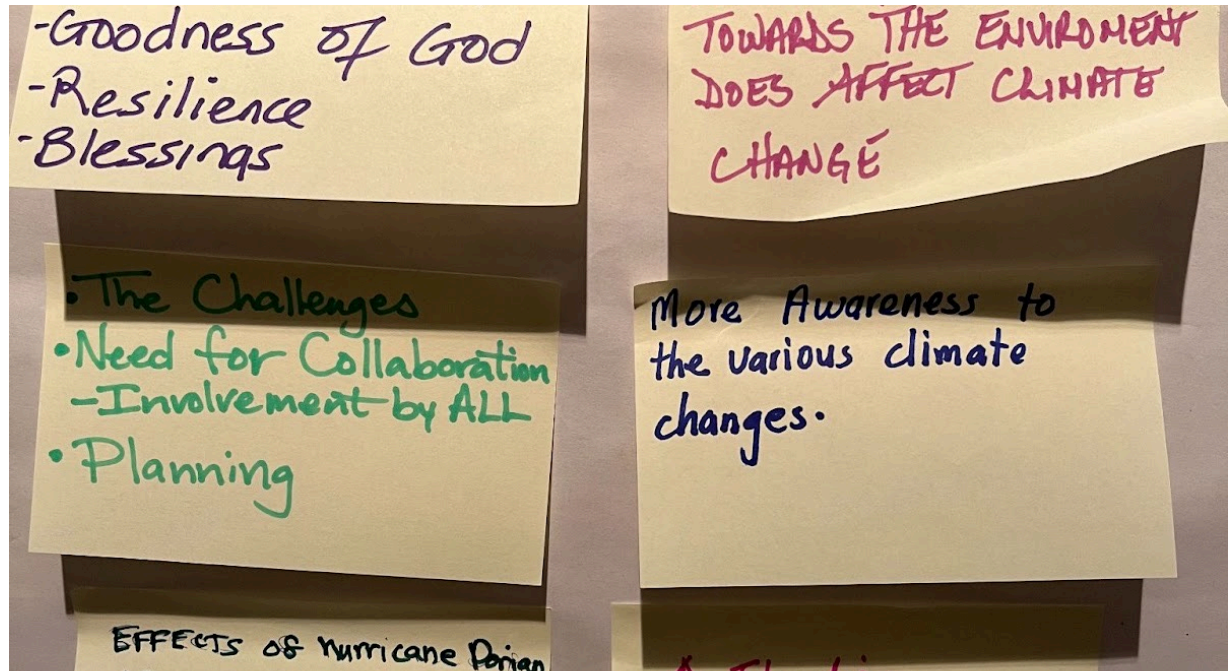 -Goodness of God
-Resilience
-Blessings
•The Challenges
•Need for Collaboration
-Involvement by ALL
•Planning
EFFECTS OF Hurricane Dorian
TOWARDS THE ENVIROMENT
DOES AFFECT CLIMATE
CHANGE
More Awareness to
the various climate
changes.